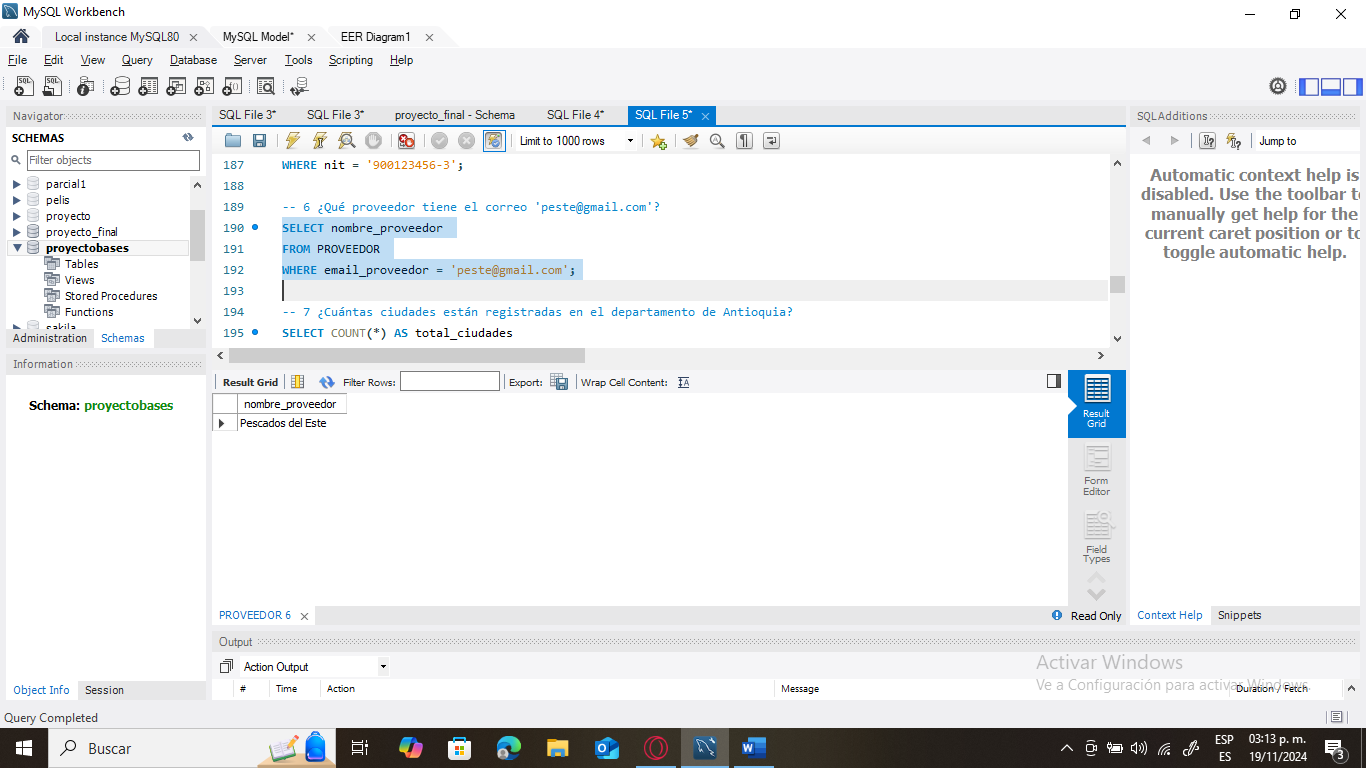 MySQL Workbench
Local instance MySQL80
MySQL Model*
EER Diagram1
File Edit View Query Database Server Tools Scripting Help
Navigator
SCHEMAS
Filter objects
parcial1
pelis
proyecto
proyecto_final
proyectobases
Tables
Views
Stored Procedures
Functions
sakila
Administration Schemas
Information
Schema: proyectobases
Object Info Session
SQL File 3* SQL File 3* proyecto_final - Schema SQL File 4* SQL File 5*
Limit to 1000 rows
187 WHERE nit = '900123456-3';
188
189 -- 6 ¿Qué proveedor tiene el correo 'peste@gmail.com'?
190 SELECT nombre_proveedor
191 FROM PROVEEDOR
192 WHERE email_proveedor = 'peste@gmail.com';
193
194 -- 7 ¿Cuántas ciudades están registradas en el departamento de Antioquia?
195 SELECT COUNT(*) AS total_ciudades
Result Grid Filter Rows: Export: Wrap Cell Content:
nombre_proveedor
Pescados del Este
Result
Grid
Form
Editor
Field
Types
PROVEEDOR 6
Read Only
Output
Action Output
# Time Action Message Duration / Fetch
SQLAdditions
Jump to
Automatic context help is
disabled. Use the toolbar to
manually get help for the
current caret position or to
toggle automatic help.
Context Help Snippets
Activar Windows
Ve a Configuración para activar Windows.
Query Completed
Buscar
ESP
ES
03:13 p. m.
19/11/2024
3